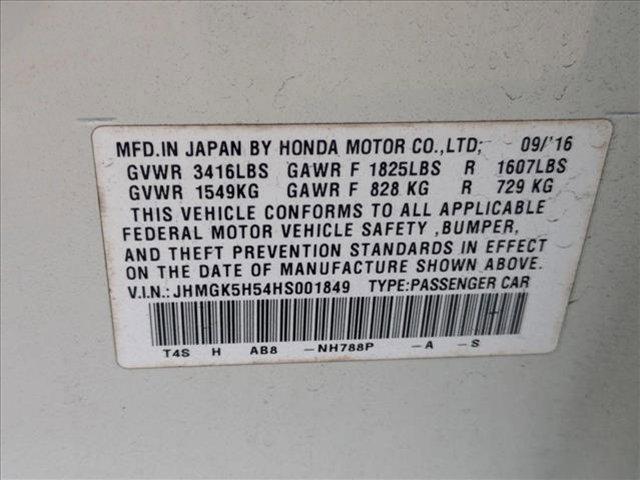 MFD.IN JAPAN BY HONDA MOTOR CO.,LTD; 09/'16
GVWR 3416LBS GAWR F 1825LBS R 1607LBS
GVWR 1549KG GAWR F 828 KG R 729 KG
THIS VEHICLE CONFORMS TO ALL APPLICABLE
FEDERAL MOTOR VEHICLE SAFETY ,BUMPER,
AND THEFT PREVENTION STANDARDS IN EFFECT
ON THE DATE OF MANUFACTURE SHOWN ABOVE.
V.I.N.: JHMGK5H54HS001849 TYPE:PASSENGER CAR
T4S H AB8 -NH788P -A -S